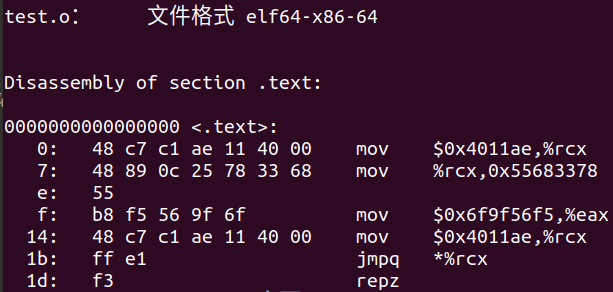 test.o：     文件格式 elf64-x86-64
Disassembly of section .text:
0000000000000000 <.text>:
   0:   48 c7 c1 ae 11 40 00    mov    $0x4011ae,%rcx
   7:   48 89 0c 25 78 33 68    mov    %rcx,0x55683378
   e:   55
   f:   b8 f5 56 9f 6f          mov    $0x6f9f56f5,%eax
  14:   48 c7 c1 ae 11 40 00    mov    $0x4011ae,%rcx
  1b:   ff e1                   jmpq   *%rcx
  1d:   f3                      repz